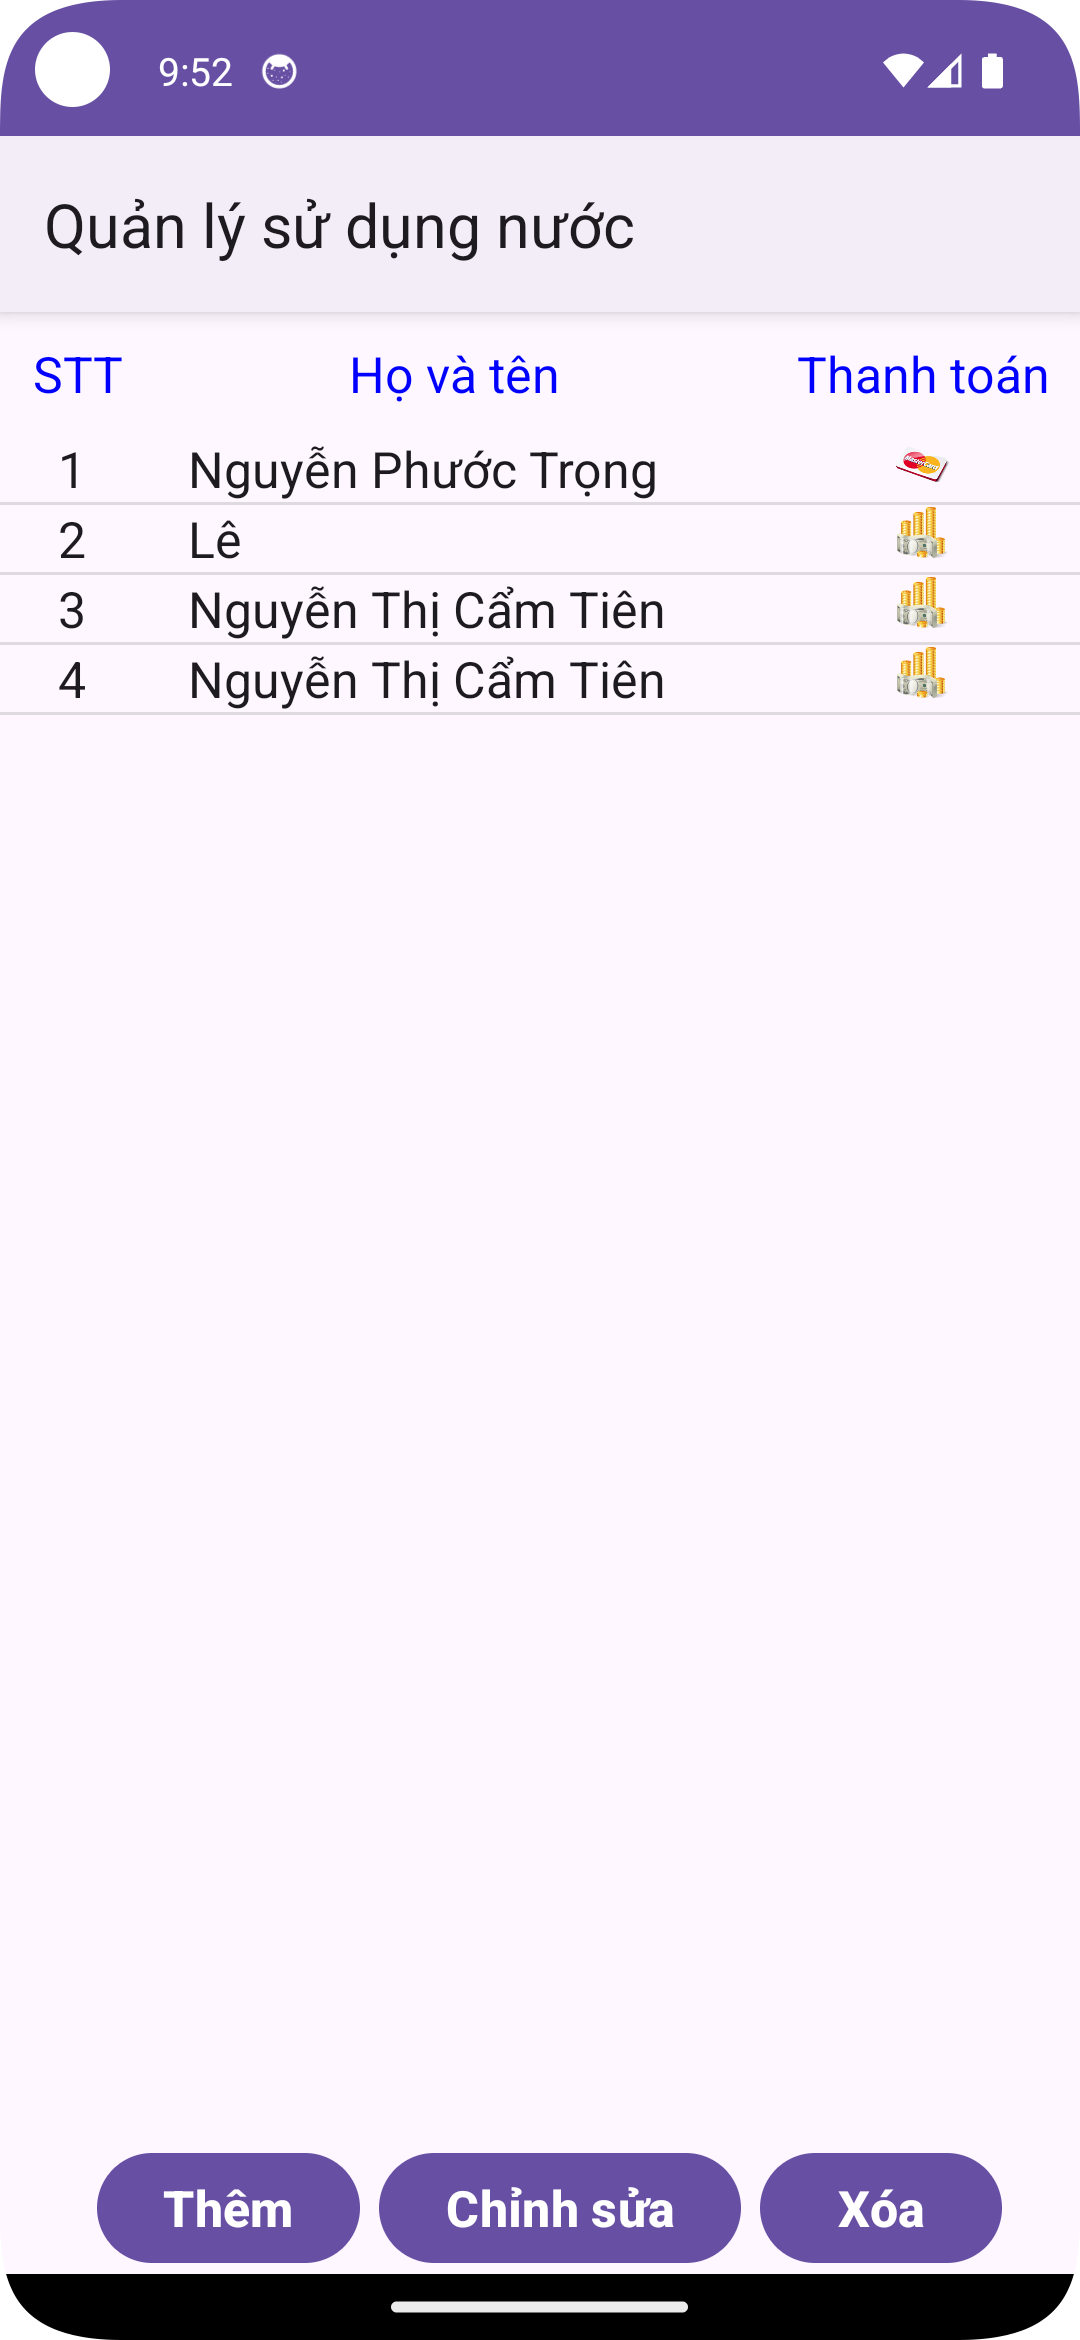 9:52
Quản lý sử dụng nước
STT Họ và tên Thanh toán
1 Nguyễn Phước Trọng MasterCard
2 Lê
3 Nguyễn Thị Cẩm Tiên
4 Nguyễn Thị Cẩm Tiên
Thêm Chỉnh sửa Xóa